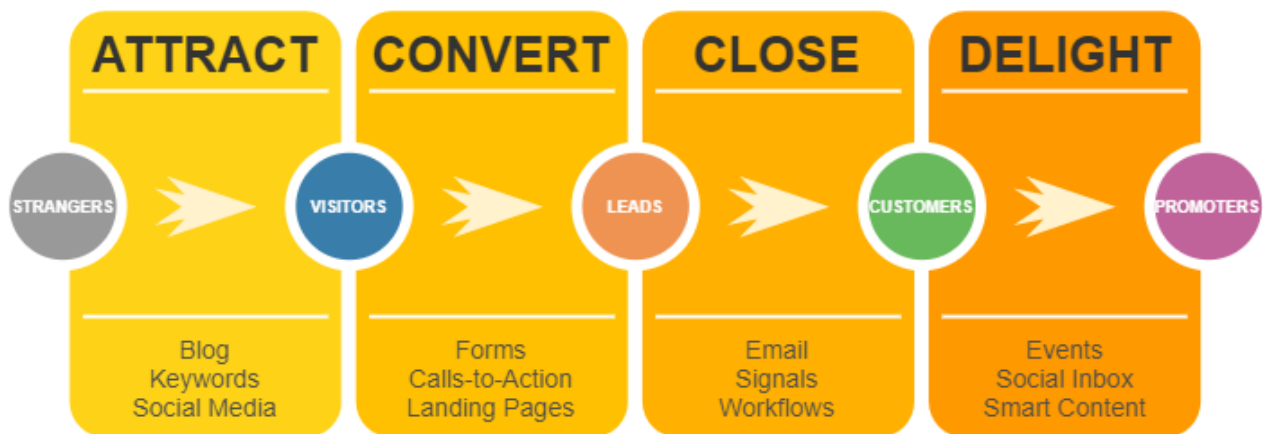 ATTRACT
CONVERT
CLOSE
DELIGHT
STRANGERS
VISITORS
LEADS
CUSTOMERS
PROMOTERS
Blog
Keywords
Social Media
Forms
Calls-to-Action
Landing Pages
Email
Signals
Workflows
Events
Social Inbox
Smart Content